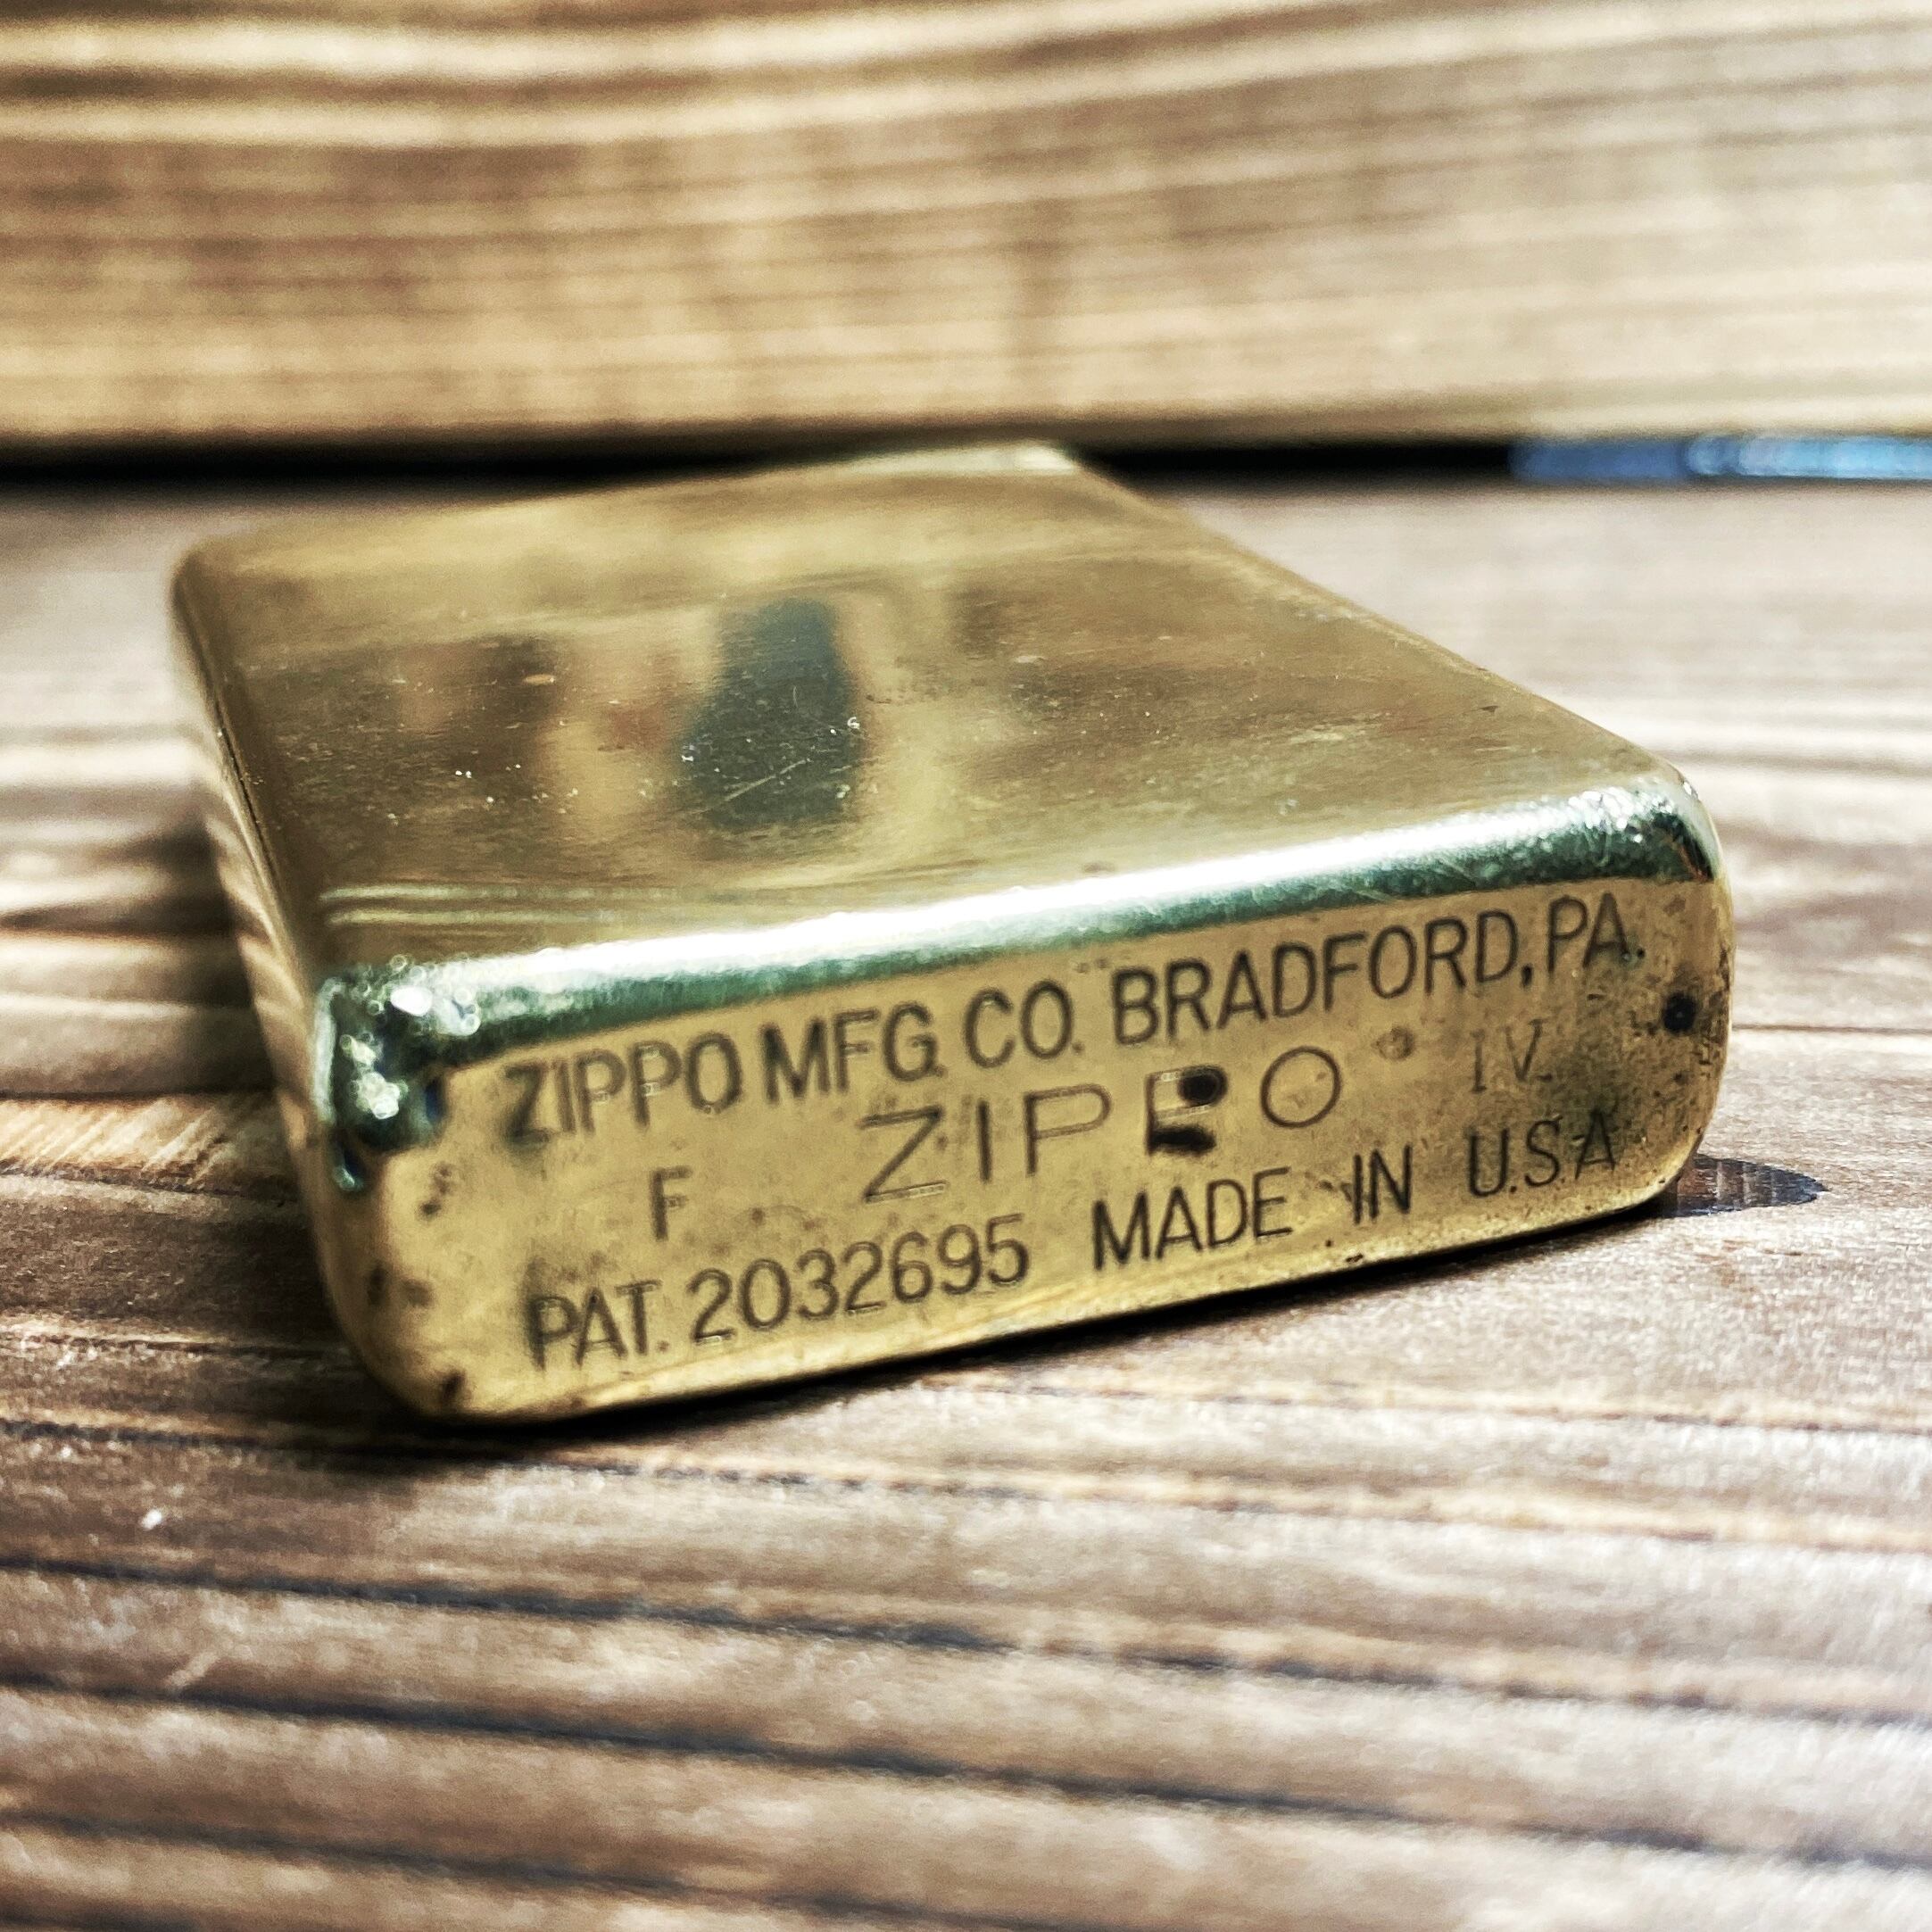 ZIPPO MFG. CO. BRADFORD, PA.
F ZIPPO IV
PAT. 2032695 MADE IN U.S.A